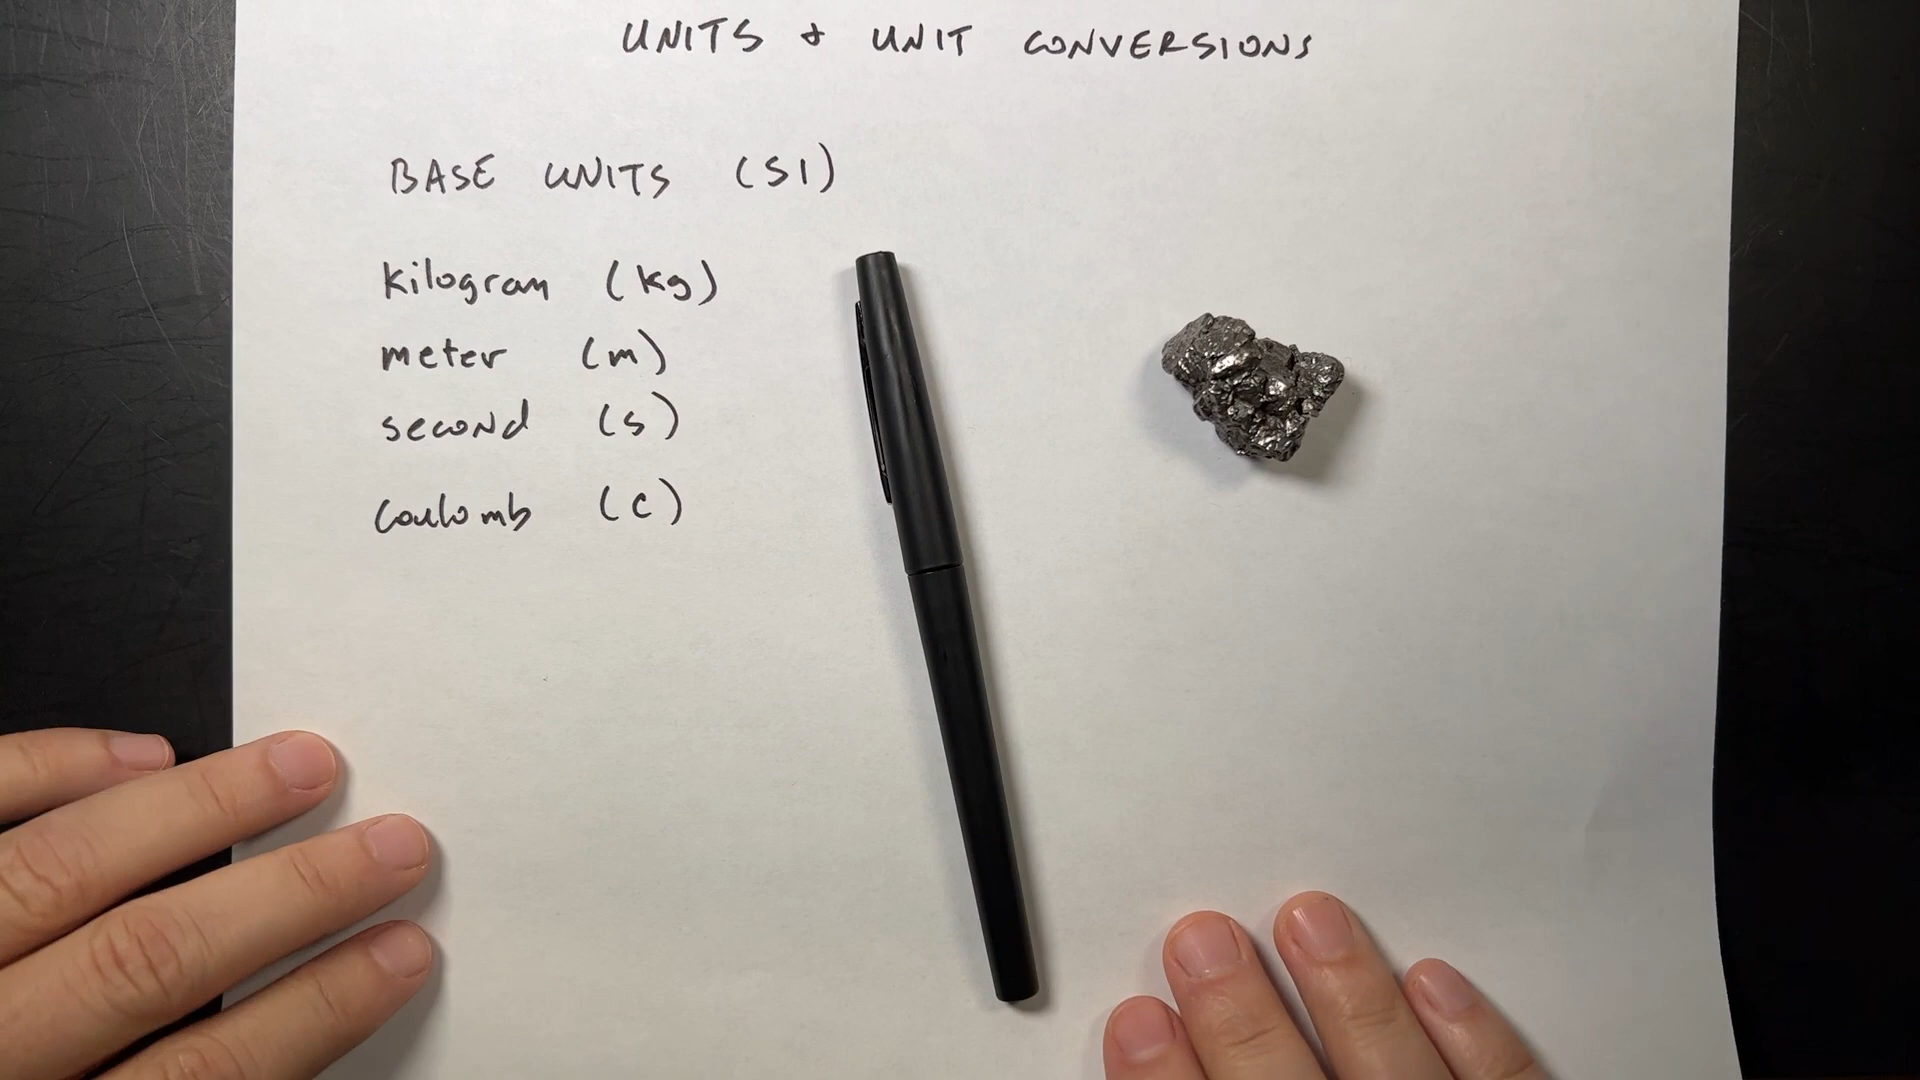 UNITS & UNIT CONVERSIONS
BASE UNITS (SI)
kilogram (kg)
meter (m)
second (s)
coulomb (C)